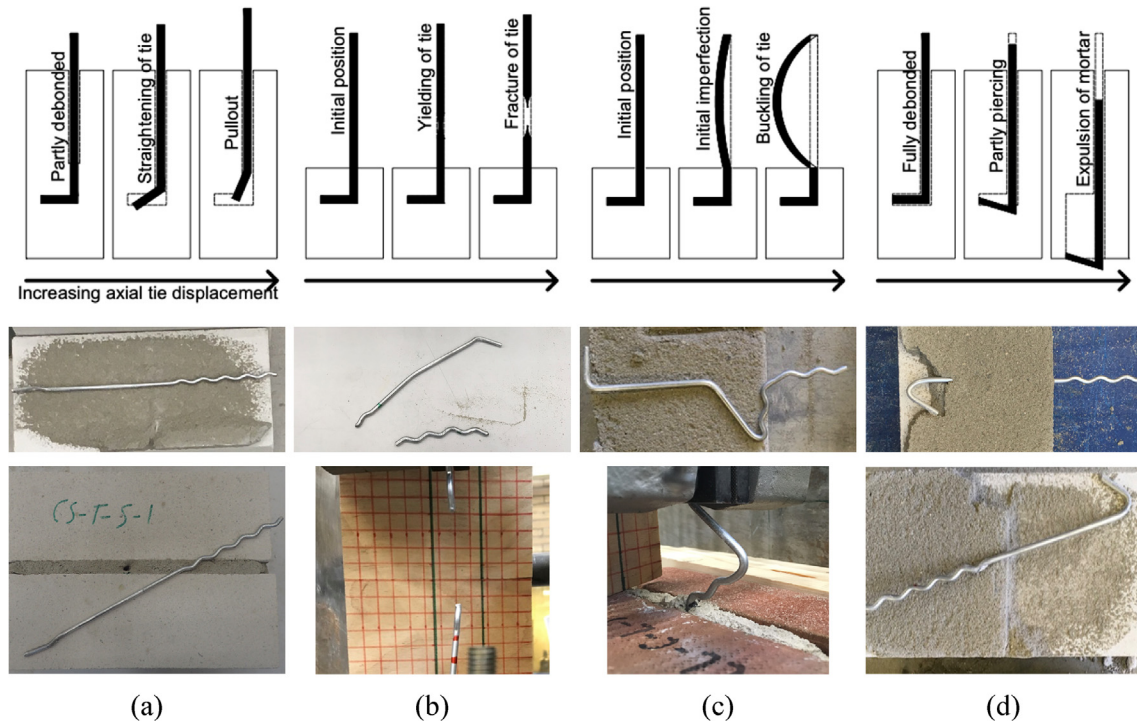 Partly debonded
Straightening of tie
Pullout
Increasing axial tie displacement
Initial position
Yielding of tie
Fracture of tie
Initial position
Initial imperfection
Buckling of tie
Fully debonded
Partly piercing
Expulsion of mortar
CS-T-5-1
(a)
(b)
(c)
(d)